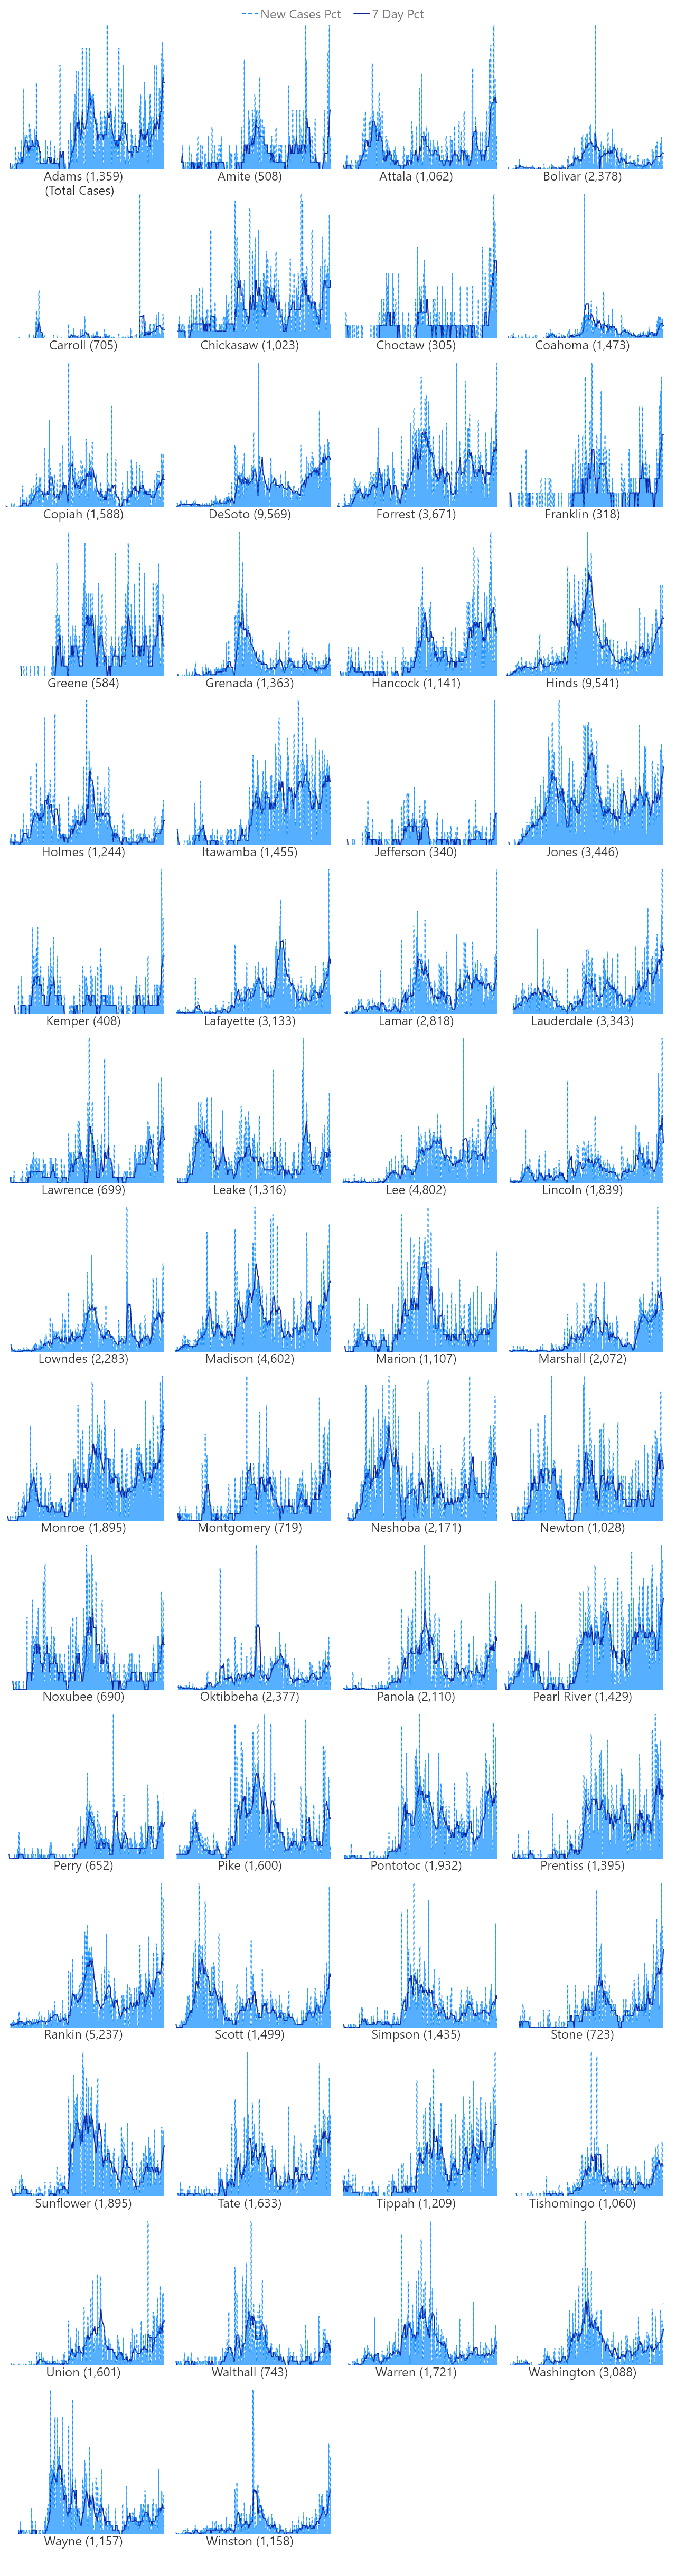 New Cases Pct 7 Day Pct
Adams (1,359) Amite (508) Attala (1,062) Bolivar (2,378)
(Total Cases)
Carroll (705) Chickasaw (1,023) Choctaw (305) Coahoma (1,473)
Copiah (1,588) DeSoto (9,569) Forrest (3,671) Franklin (318)
Greene (584) Grenada (1,363) Hancock (1,141) Hinds (9,541)
Holmes (1,244) Itawamba (1,455) Jefferson (340) Jones (3,446)
Kemper (408) Lafayette (3,133) Lamar (2,818) Lauderdale (3,343)
Lawrence (699) Leake (1,316) Lee (4,802) Lincoln (1,839)
Lowndes (2,283) Madison (4,602) Marion (1,107) Marshall (2,072)
Monroe (1,895) Montgomery (719) Neshoba (2,171) Newton (1,028)
Noxubee (690) Oktibbeha (2,377) Panola (2,110) Pearl River (1,429)
Perry (652) Pike (1,600) Pontotoc (1,932) Prentiss (1,395)
Rankin (5,237) Scott (1,499) Simpson (1,435) Stone (723)
Sunflower (1,895) Tate (1,633) Tippah (1,209) Tishomingo (1,060)
Union (1,601) Walthall (743) Warren (1,721) Washington (3,088)
Wayne (1,157) Winston (1,158)